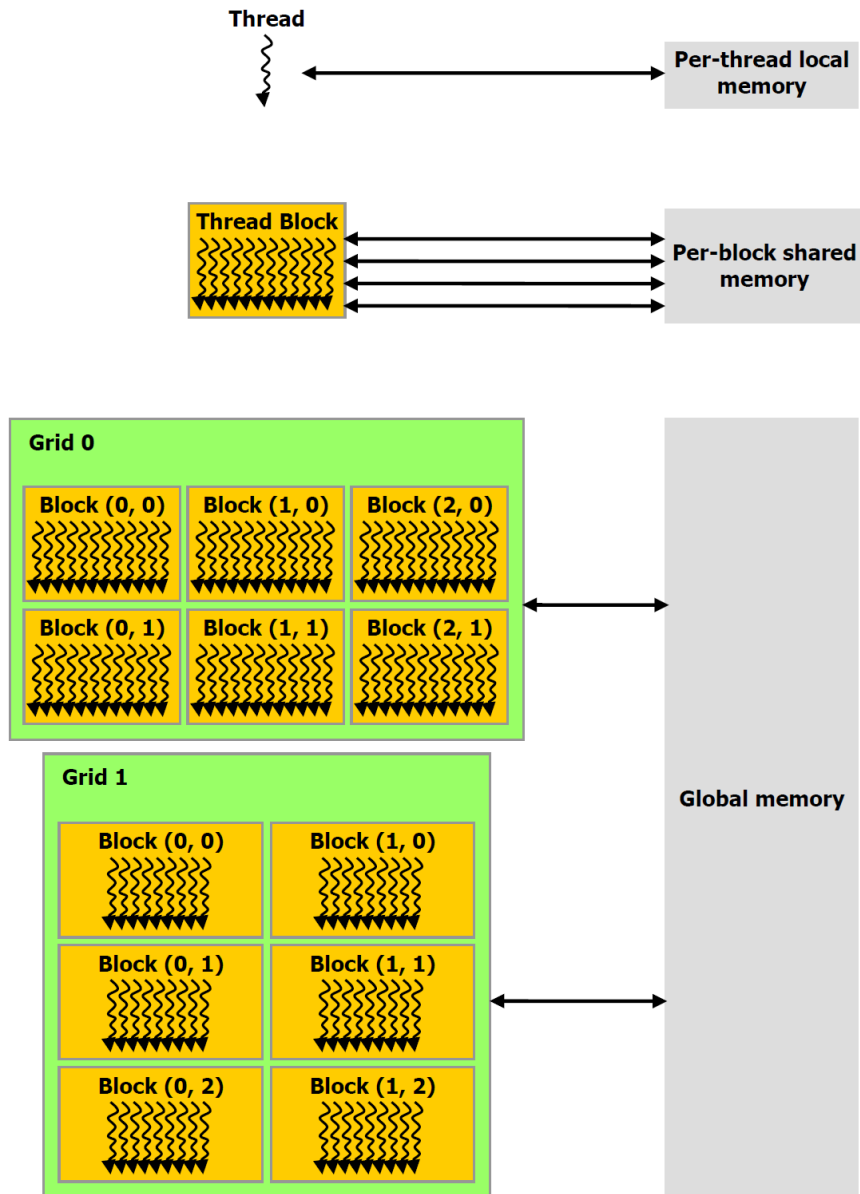 Thread
Per-thread local
memory
Thread Block
Per-block shared
memory
Grid 0
Block (0, 0)
Block (1, 0)
Block (2, 0)
Block (0, 1)
Block (1, 1)
Block (2, 1)
Grid 1
Global memory
Block (0, 0)
Block (1, 0)
Block (0, 1)
Block (1, 1)
Block (0, 2)
Block (1, 2)